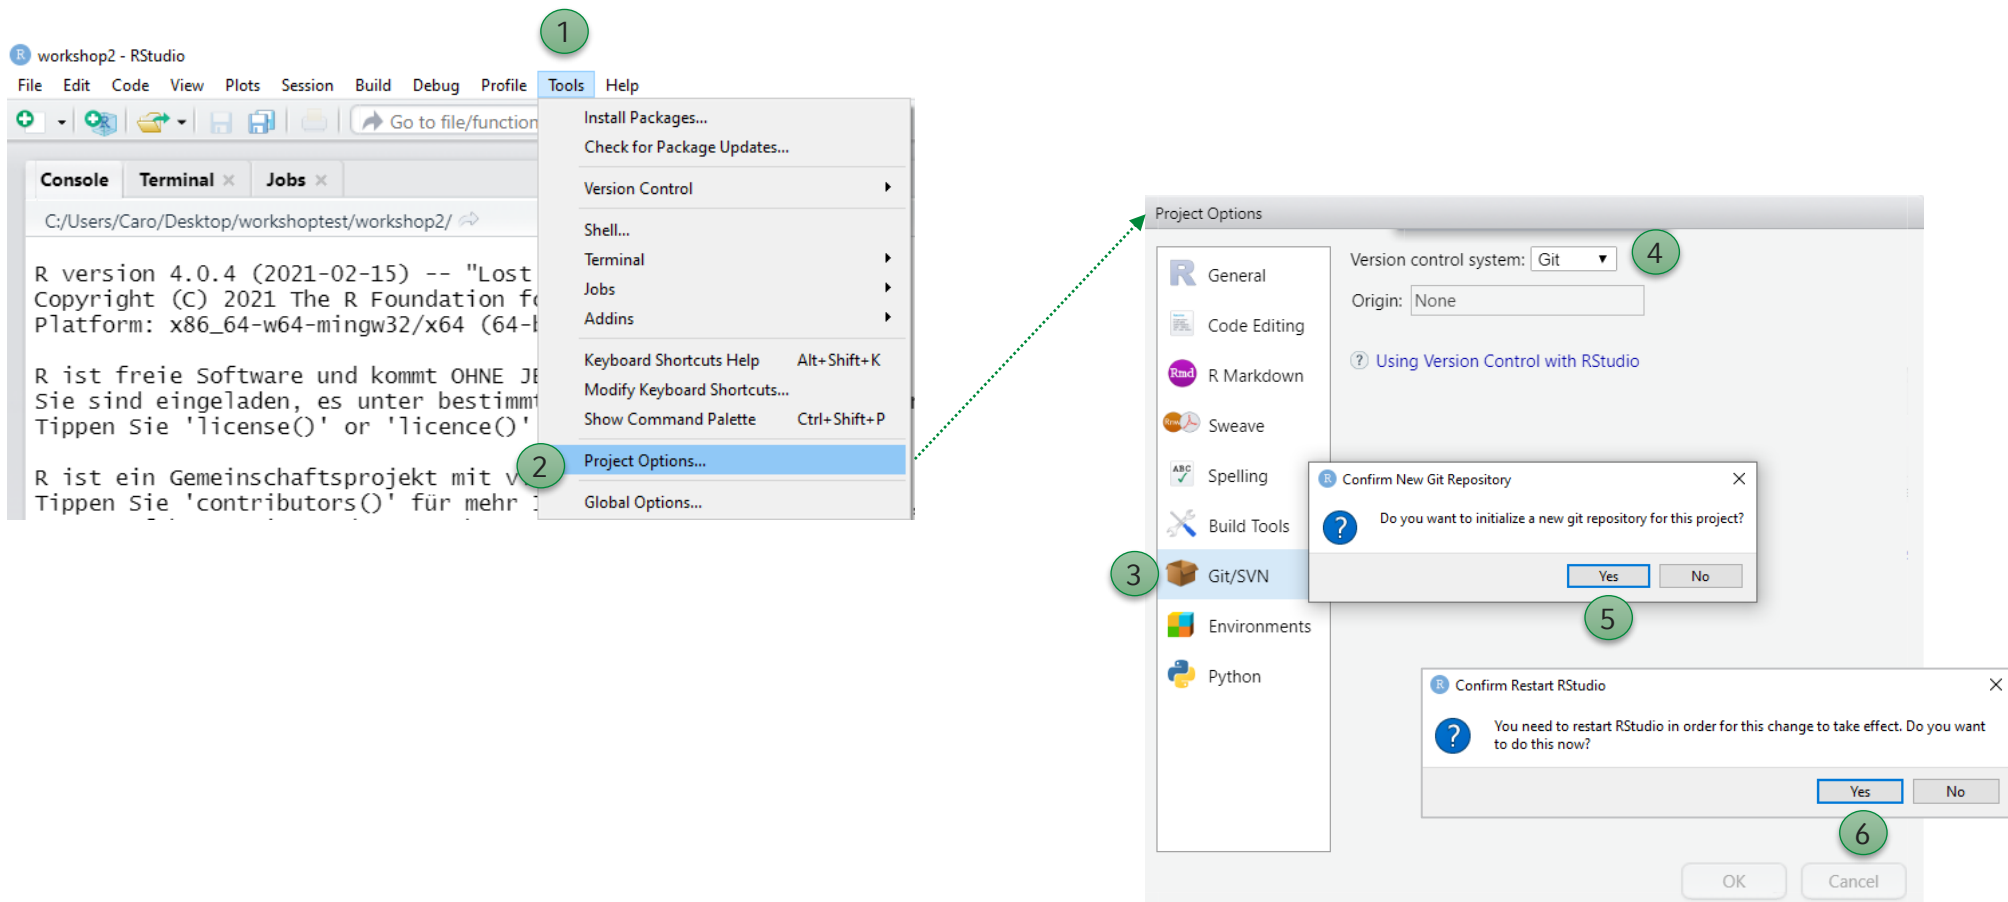 1
workshop2 - RStudio
File Edit Code View Plots Session Build Debug Profile Tools Help
Go to file/function
Install Packages...
Check for Package Updates...
Version Control
Shell...
Terminal
Jobs
Addins
Keyboard Shortcuts Help Alt+Shift+K
Modify Keyboard Shortcuts...
Show Command Palette Ctrl+Shift+P
2
Project Options...
Global Options...
Console Terminal Jobs
C:/Users/Caro/Desktop/workshoptest/workshop2/
R version 4.0.4 (2021-02-15) -- "Lost
Copyright (C) 2021 The R Foundation fo
Platform: x86_64-w64-mingw32/x64 (64-b
R ist freie Software und kommt OHNE JE
Sie sind eingeladen, es unter bestimmt
Tippen Sie 'license()' or 'licence()'
R ist ein Gemeinschaftsprojekt mit v
Tippen Sie 'contributors()' für mehr I
Project Options
R General
Code Editing
Rmd R Markdown
Rnw Sweave
ABC Spelling
Build Tools
3
Git/SVN
Environments
Python
Version control system: Git
4
Origin: None
? Using Version Control with RStudio
R Confirm New Git Repository
? Do you want to initialize a new git repository for this project?
Yes No
5
R Confirm Restart RStudio
? You need to restart RStudio in order for this change to take effect. Do you want
to do this now?
Yes No
6
OK Cancel